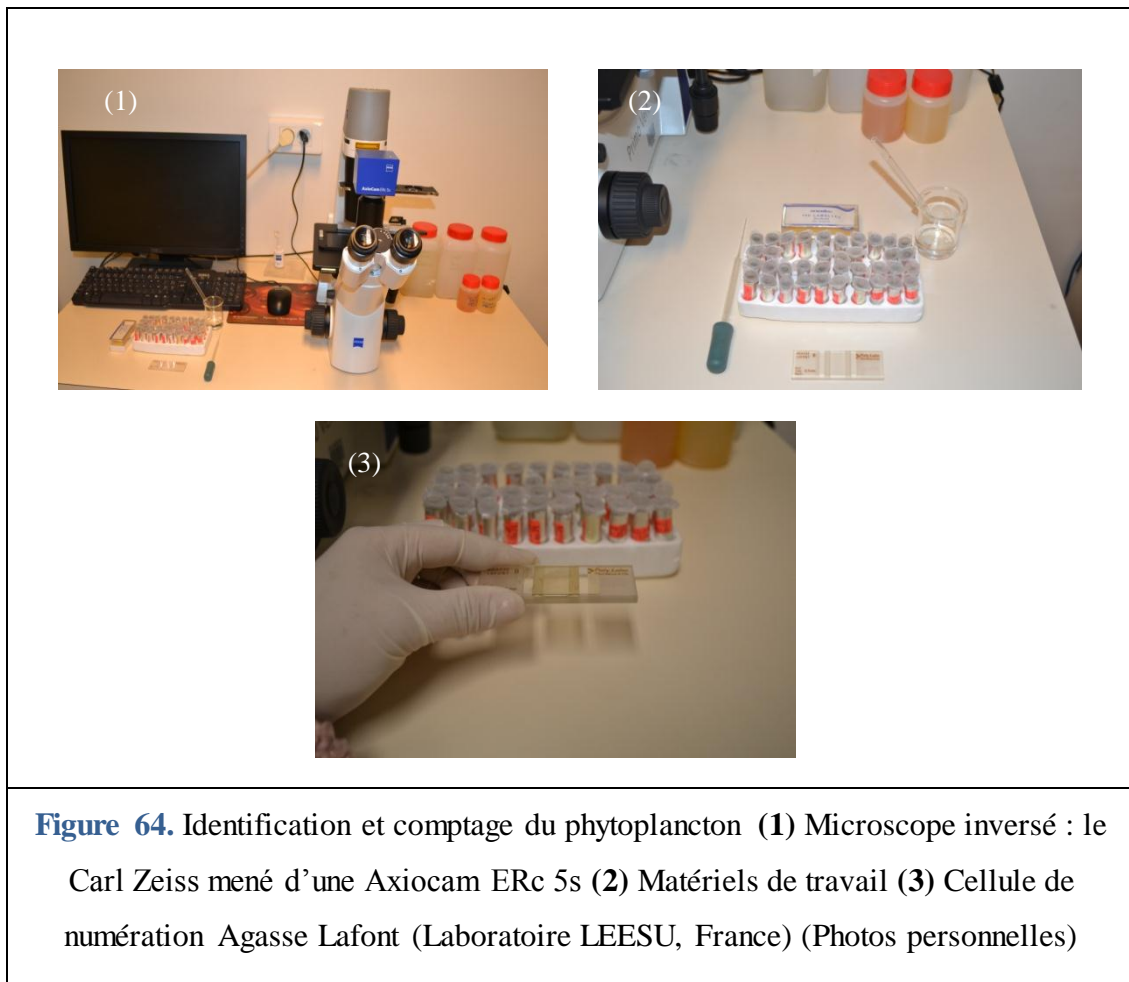 (1)
(2)
(3)
Figure 64. Identification et comptage du phytoplancton (1) Microscope inversé : le
Carl Zeiss mené d’une Axiocam ERc 5s (2) Matériels de travail (3) Cellule de
numération Agasse Lafont (Laboratoire LEESU, France) (Photos personnelles)